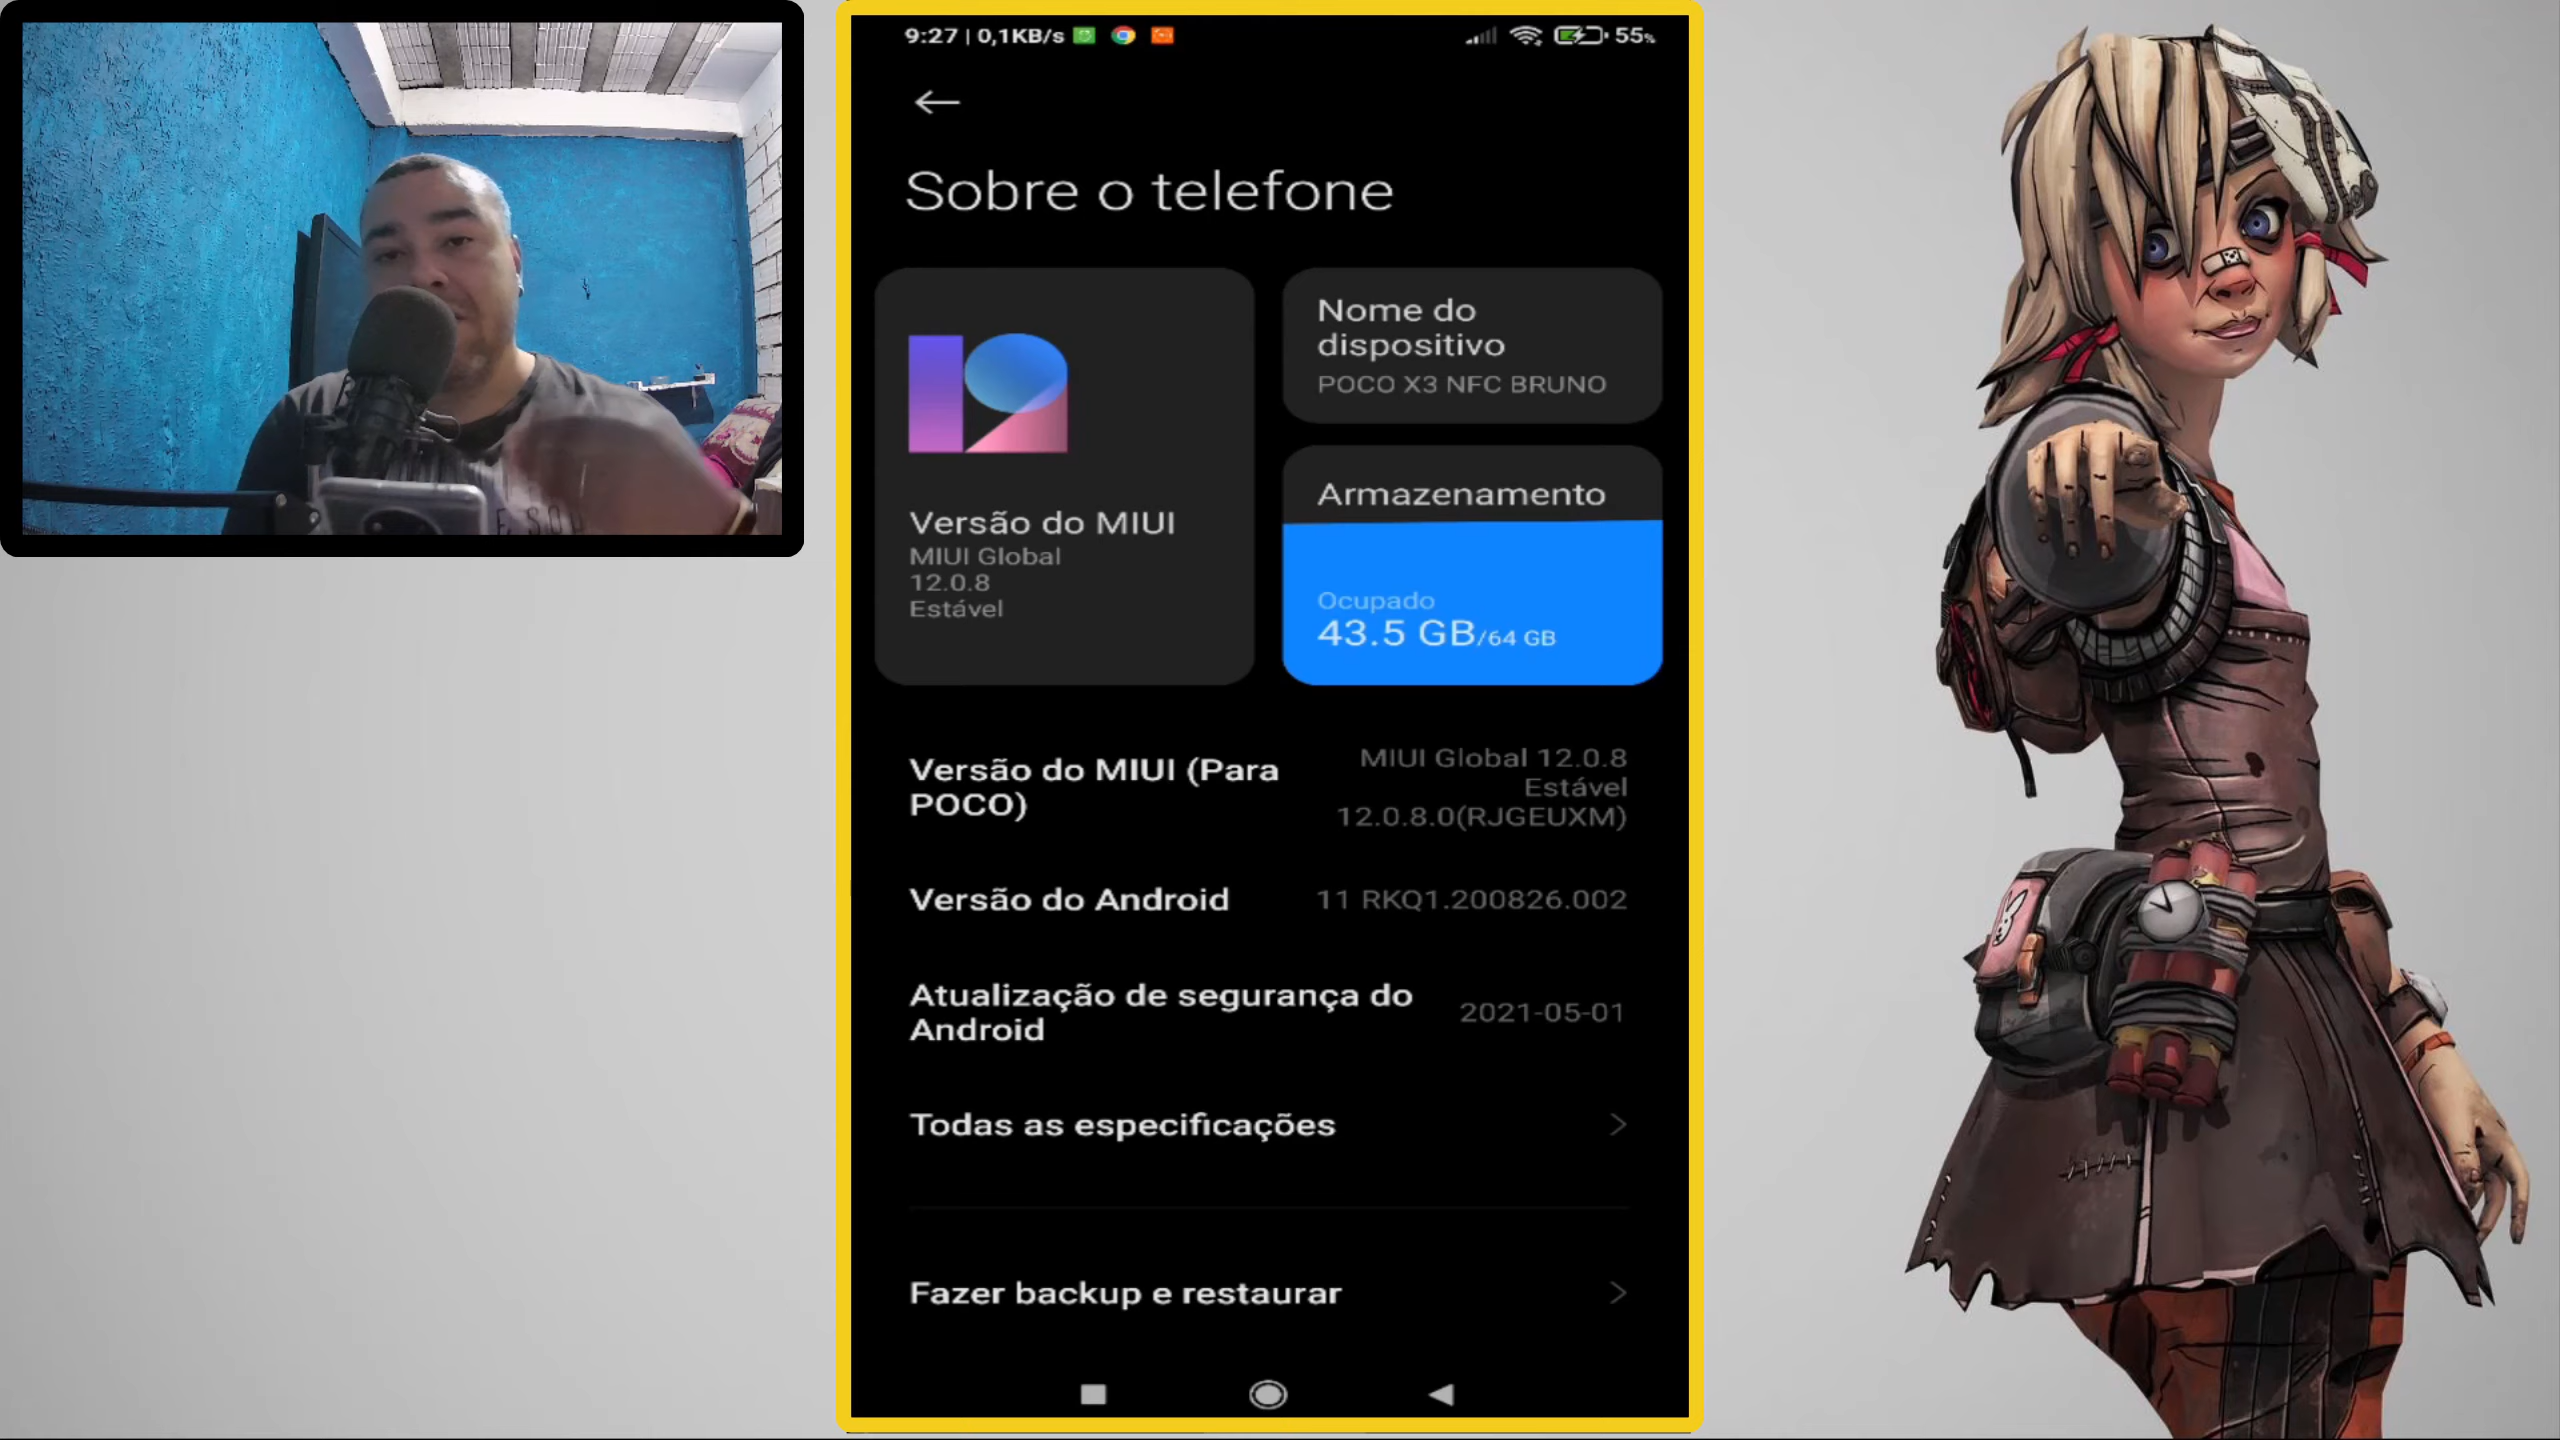 9:27 | 0,1KB/s
55%
Sobre o telefone
Versão do MIUI
MIUI Global
12.0.8
Estável
Nome do
dispositivo
POCO X3 NFC BRUNO
Armazenamento
Ocupado
43.5 GB/64 GB
Versão do MIUI (Para
POCO)
MIUI Global 12.0.8
Estável
12.0.8.0(RJGEUXM)
Versão do Android
11 RKQ1.200826.002
Atualização de segurança do
Android
2021-05-01
Todas as especificações
Fazer backup e restaurar